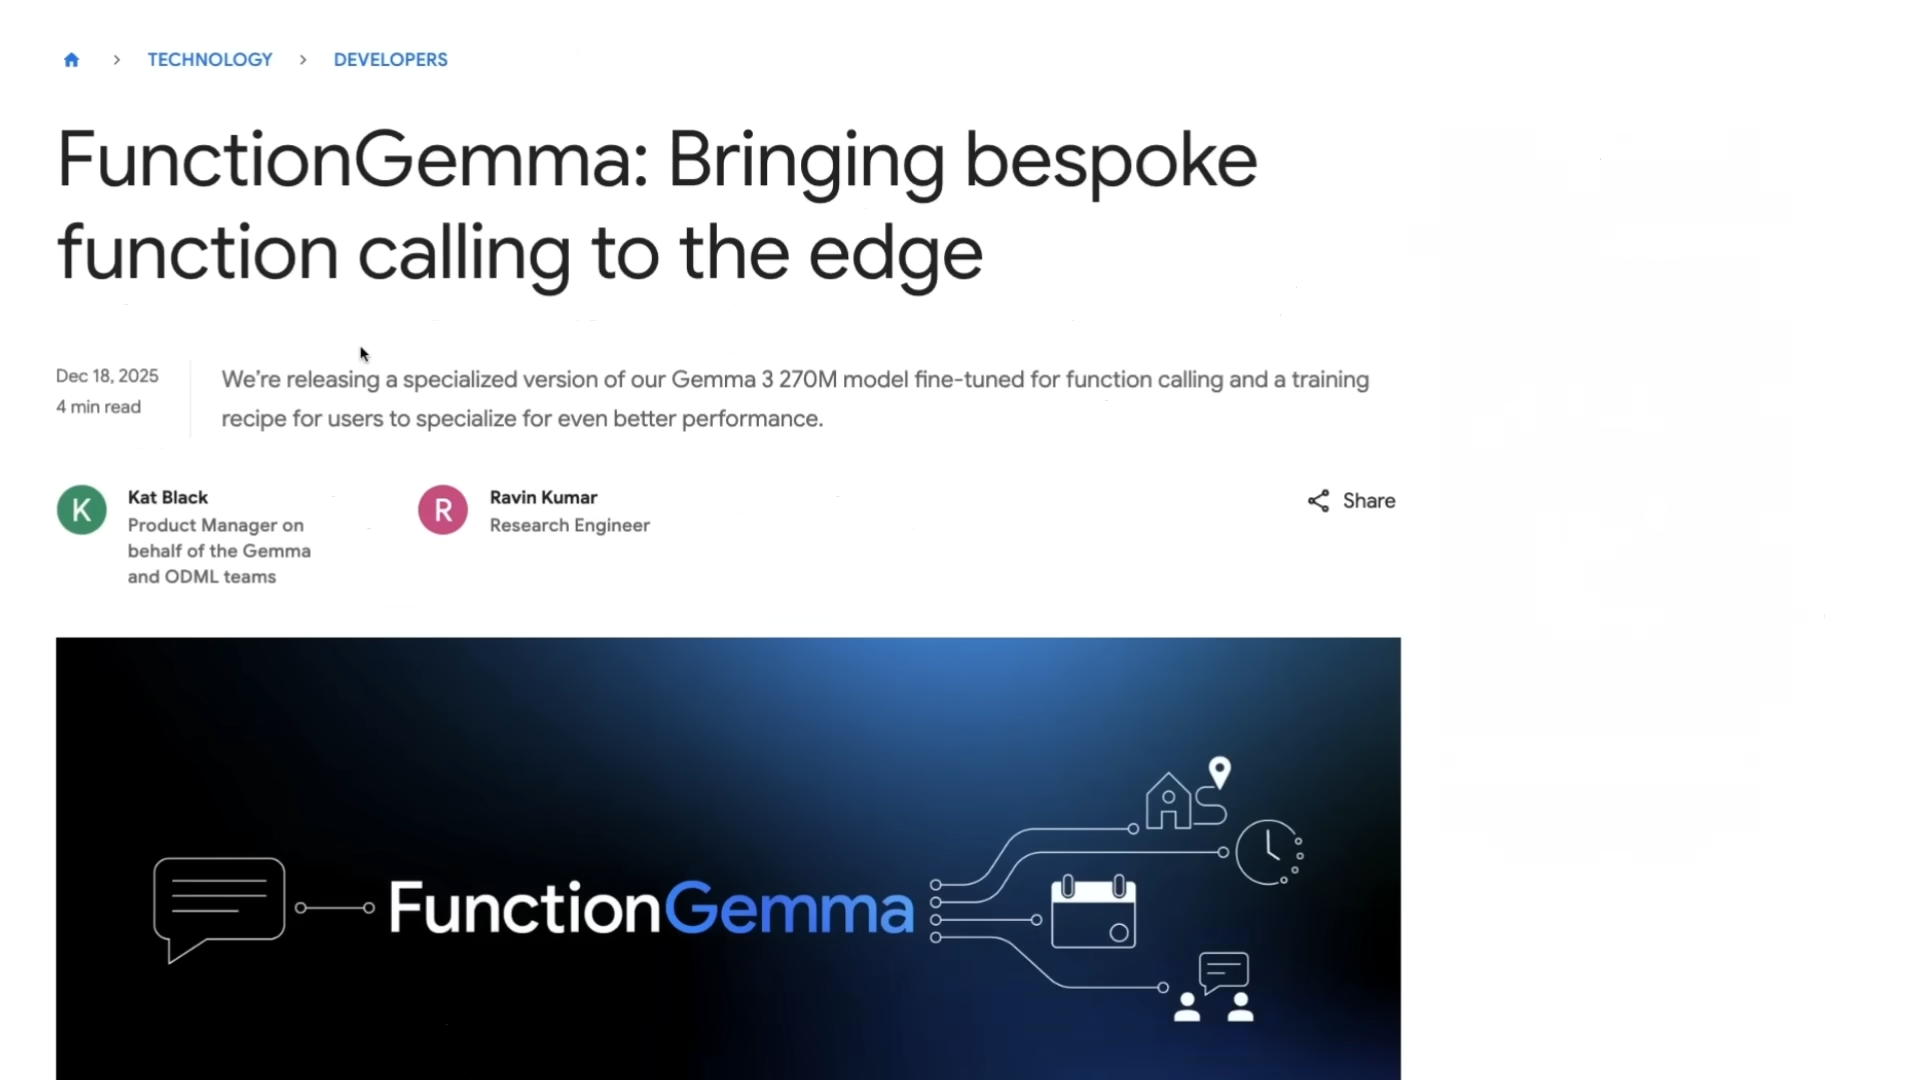 TECHNOLOGY > DEVELOPERS
FunctionGemma: Bringing bespoke
function calling to the edge
Dec 18, 2025
4 min read
We're releasing a specialized version of our Gemma 3 270M model fine-tuned for function calling and a training
recipe for users to specialize for even better performance.
K
Kat Black
Product Manager on
behalf of the Gemma
and ODML teams
R
Ravin Kumar
Research Engineer
Share
FunctionGemma